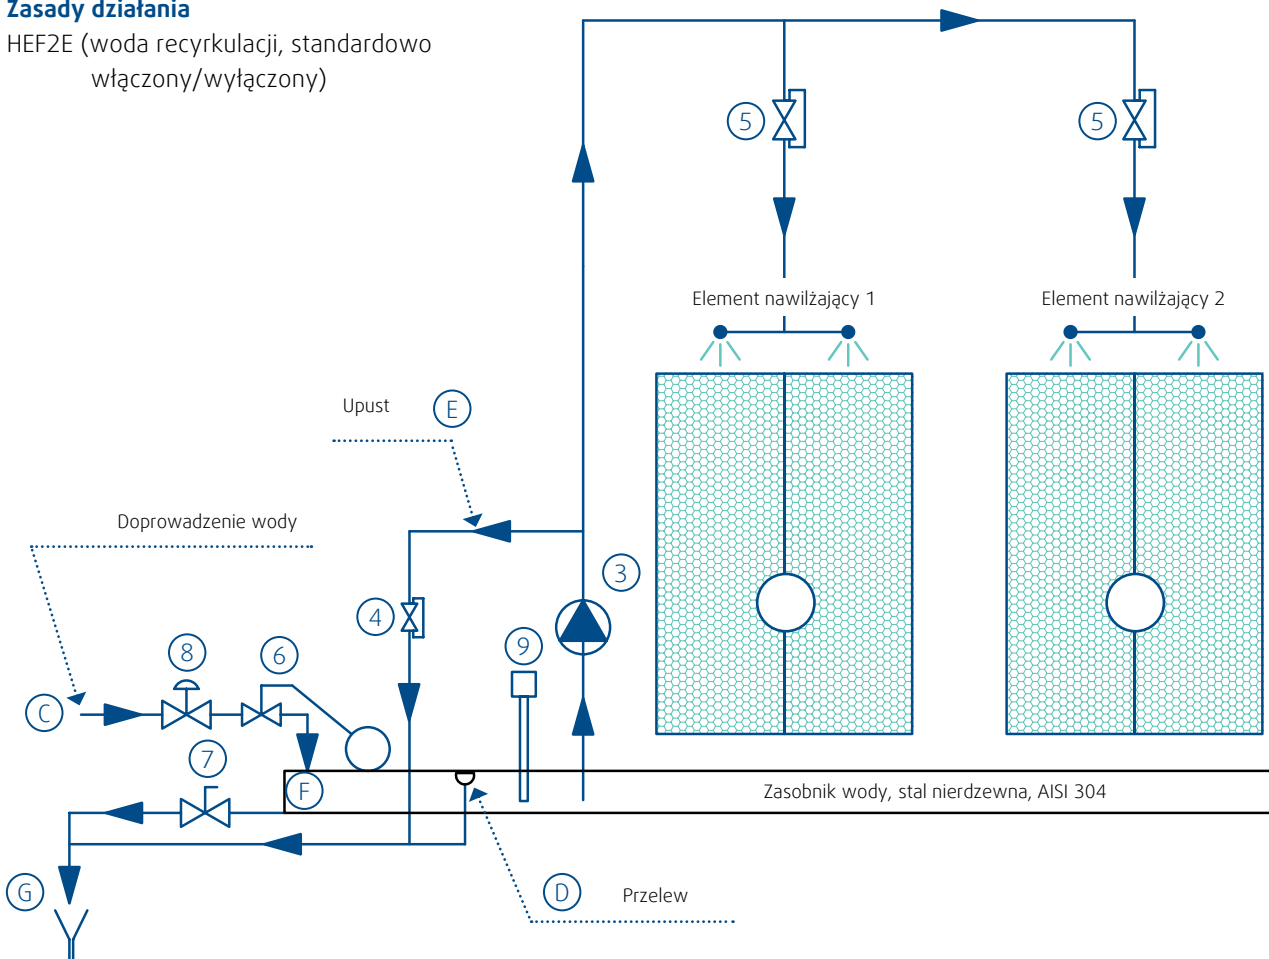 Zasady działania
HEF2E (woda recyrkulacji, standardowo
włączony/wyłączony)
5
5
Element nawilżający 1
Element nawilżający 2
Upust
E
Doprowadzenie wody
3
4
9
8
6
C
7
F
Zasobnik wody, stal nierdzewna, AISI 304
G
D
Przelew